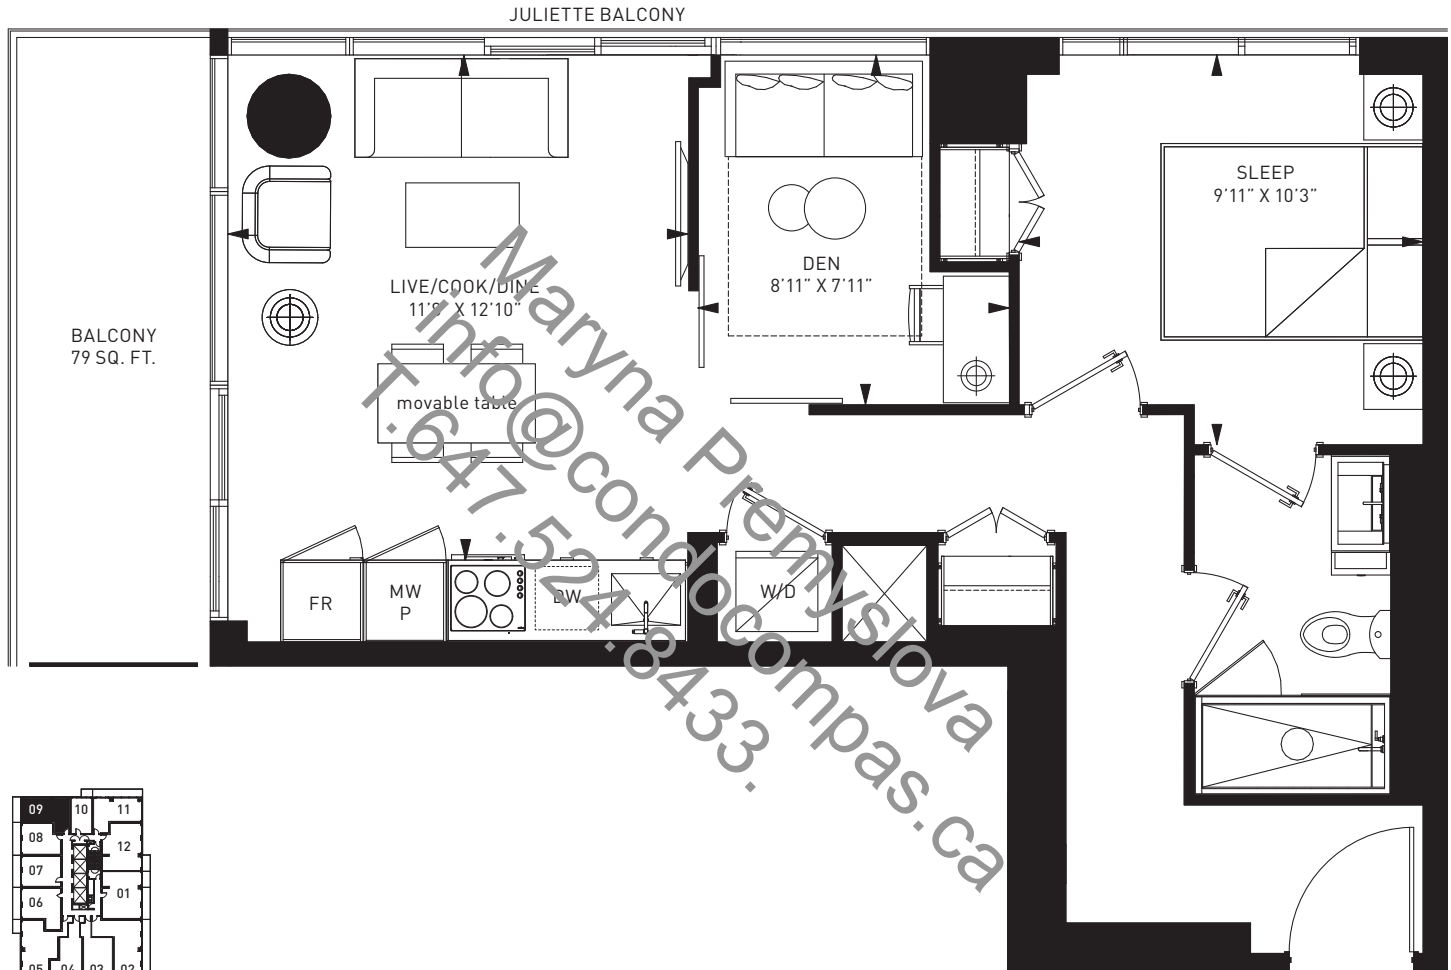 JULIETTE BALCONY
BALCONY
79 SQ. FT.
LIVE/COOK/DINE
X 12'10"
DEN
8'11" X 7'11"
SLEEP
9'11" X 10'3"
movable table
FR
MW
P
DW
W/D
Maryna Premyslova
info@condocompas.ca
T.647.524.8433.
09
10
11
08
12
07
06
01
05
04
03
02